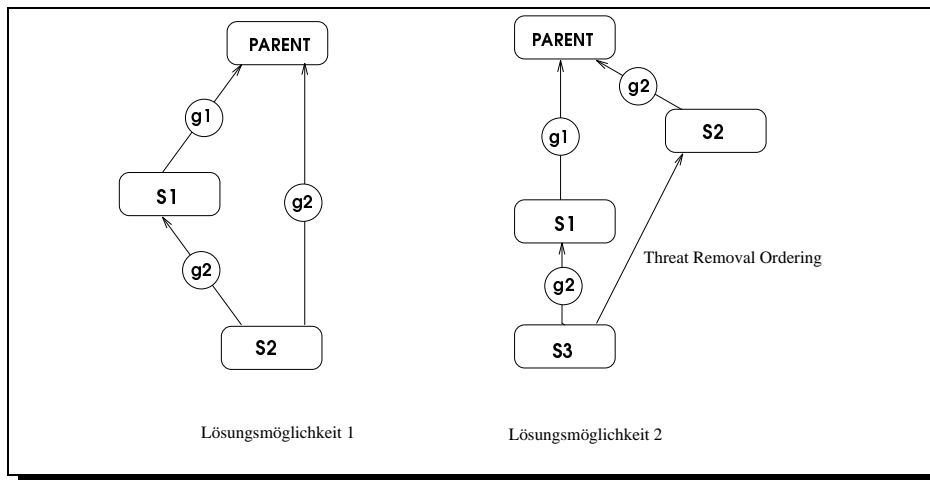 PARENT
g1
S1
g2
g2
S2
Lösungsmöglichkeit 1
PARENT
g2
S2
g1
S1
Threat Removal Ordering
g2
S3
Lösungsmöglichkeit 2